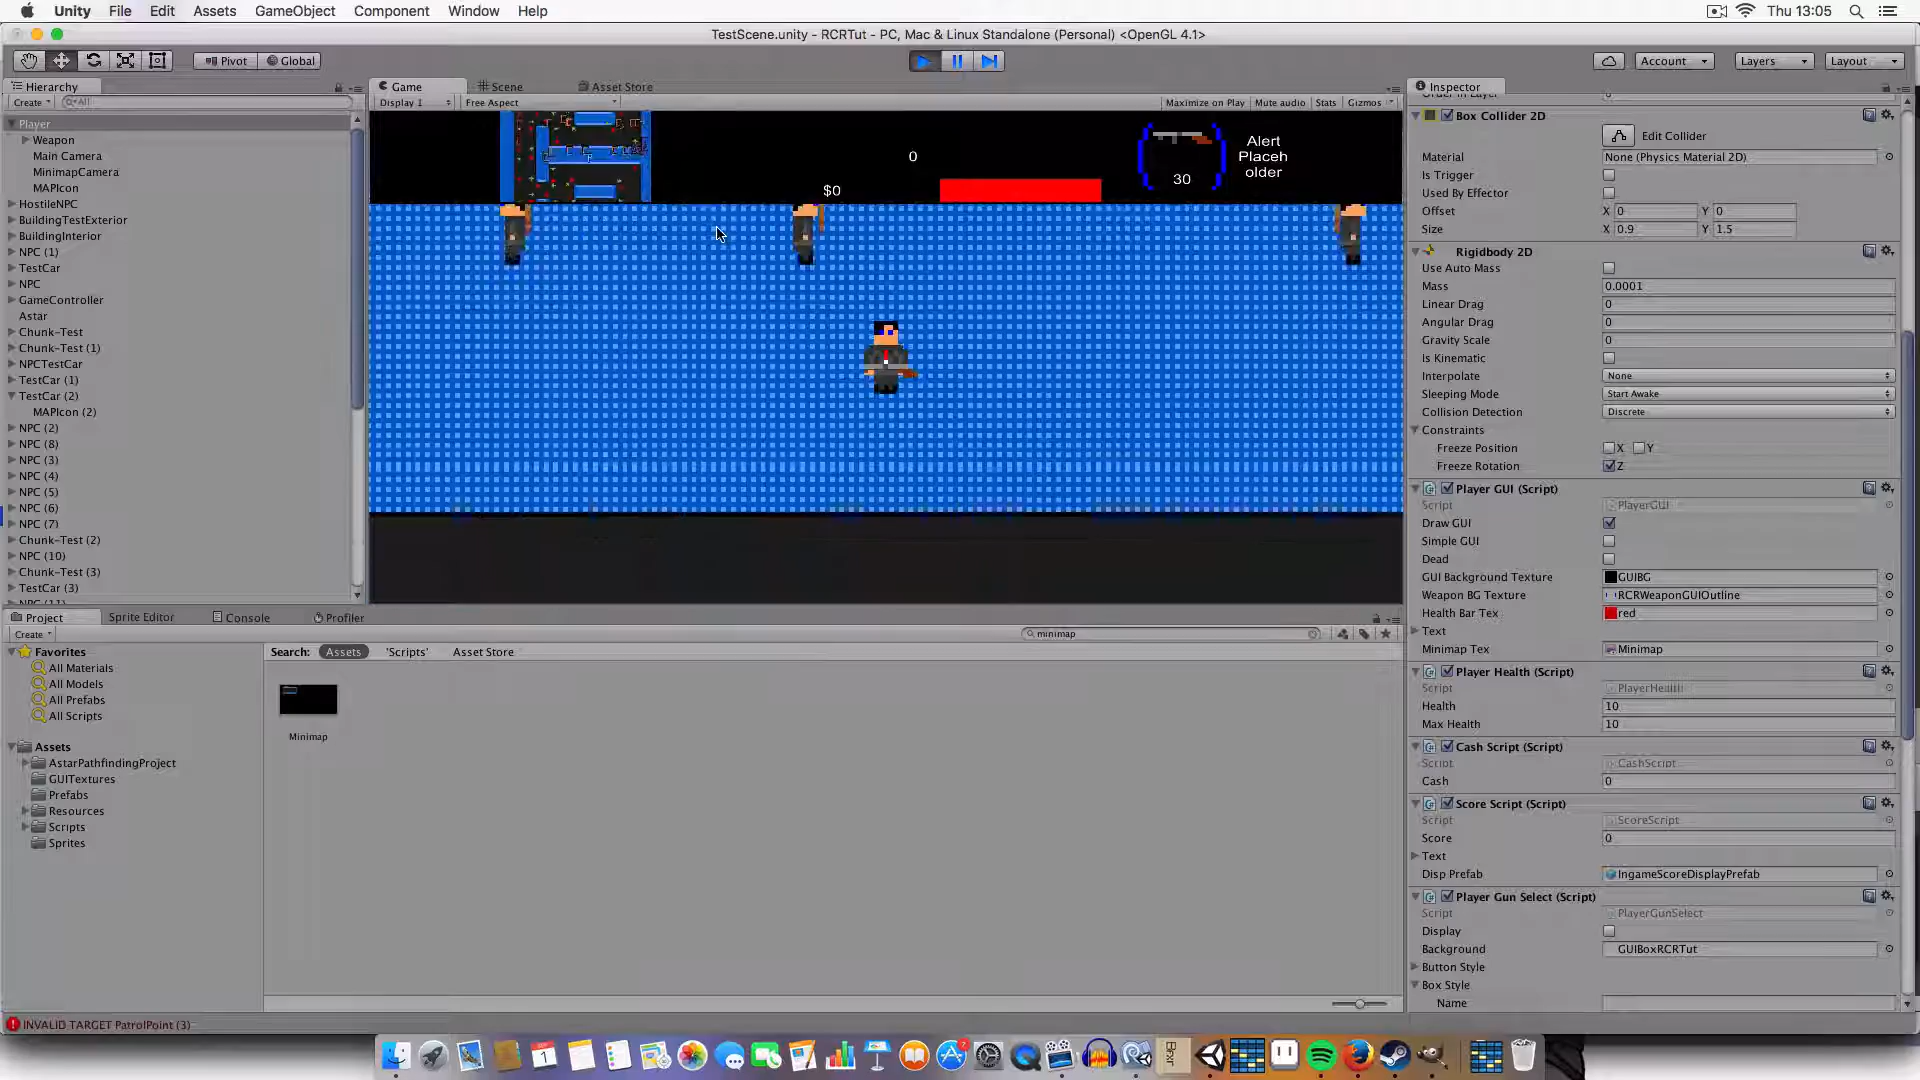 Unity File Edit Assets GameObject Component Window Help Thu 13:05
TestScene.unity - RCRTut - PC, Mac & Linux Standalone (Personal) <OpenGL 4.1>
Pivot Global Account Layers Layout
Hierarchy
Create All
Player
Weapon
Main Camera
MinimapCamera
MAPIcon
HostileNPC
BuildingTestExterior
BuildingInterior
NPC (1)
TestCar
NPC
GameController
Astar
Chunk-Test
Chunk-Test (1)
NPCTestCar
TestCar (1)
TestCar (2)
MAPIcon (2)
NPC (2)
NPC (8)
NPC (3)
NPC (4)
NPC (5)
NPC (6)
NPC (7)
Chunk-Test (2)
NPC (10)
Chunk-Test (3)
TestCar (3)
Game Scene Asset Store
Display 1 Free Aspect Maximize on Play Mute audio Stats Gizmos
0
$0
30
Alert
Placeh
older
Project Sprite Editor Console Profiler
Create minimap
Favorites
All Materials
All Models
All Prefabs
All Scripts
Assets
AstarPathfindingProject
GUITextures
Prefabs
Resources
Scripts
Sprites
Search: Assets 'Scripts' Asset Store
Minimap
INVALID TARGET PatrolPoint (3)
Inspector
Order in Layer 0
Box Collider 2D
Edit Collider
Material None (Physics Material 2D)
Is Trigger
Used By Effector
Offset X 0 Y 0
Size X 0.9 Y 1.5
Rigidbody 2D
Use Auto Mass
Mass 0.0001
Linear Drag 0
Angular Drag 0
Gravity Scale 0
Is Kinematic
Interpolate None
Sleeping Mode Start Awake
Collision Detection Discrete
Constraints
Freeze Position X Y
Freeze Rotation Z
Player GUI (Script)
Script PlayerGUI
Draw GUI
Simple GUI
Dead
GUI Background Texture GUIBG
Weapon BG Texture RCRWeaponGUIOutline
Health Bar Tex red
Text
Minimap Tex Minimap
Player Health (Script)
Script PlayerHealth
Health 10
Max Health 10
Cash Script (Script)
Script CashScript
Cash 0
Score Script (Script)
Script ScoreScript
Score 0
Text
Disp Prefab IngameScoreDisplayPrefab
Player Gun Select (Script)
Script PlayerGunSelect
Display
Background GUIBoxRCRTut
Button Style
Box Style
Name